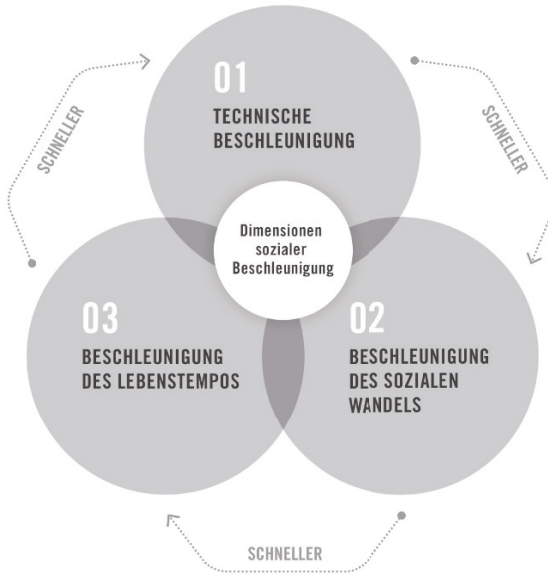 01
TECHNISCHE
BESCHLEUNIGUNG
SCHNELLER
SCHNELLER
Dimensionen
sozialer
Beschleunigung
03
BESCHLEUNIGUNG
DES LEBENSTEMPOS
02
BESCHLEUNIGUNG
DES SOZIALEN
WANDELS
SCHNELLER